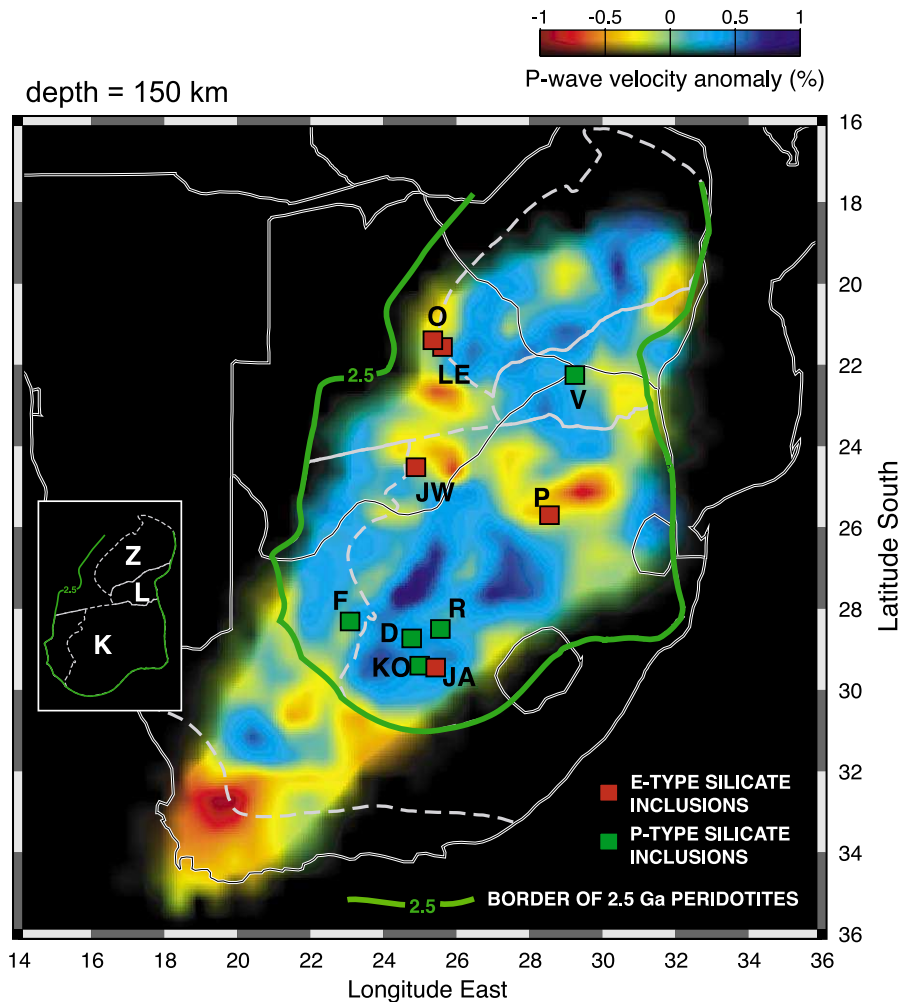 -1 -0.5 0 0.5 1
P-wave velocity anomaly (%)
depth = 150 km
16
18
20
22
24
26
28
30
32
34
36
Latitude South
O
LE
2.5
V
JW
P
Z
2.5
L
K
F
R
D
KO
JA
E-TYPE SILICATE
INCLUSIONS
P-TYPE SILICATE
INCLUSIONS
2.5 BORDER OF 2.5 Ga PERIDOTITES
14 16 18 20 22 24 26 28 30 32 34 36
Longitude East